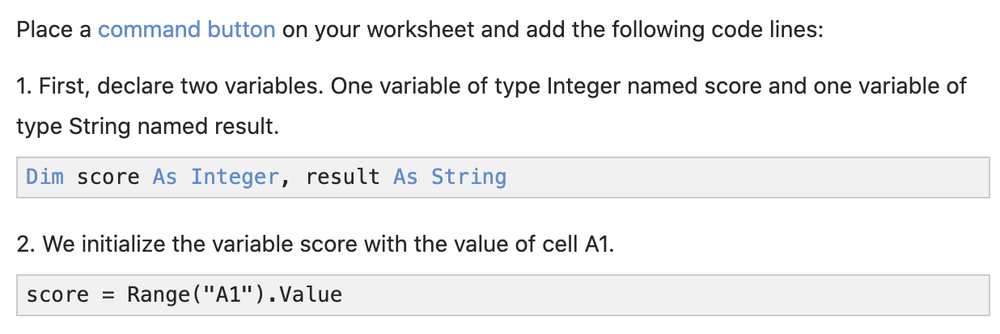 Place a command button on your worksheet and add the following code lines:
1. First, declare two variables. One variable of type Integer named score and one variable of
type String named result.
Dim score As Integer, result As String
2. We initialize the variable score with the value of cell A1.
score = Range("A1").Value